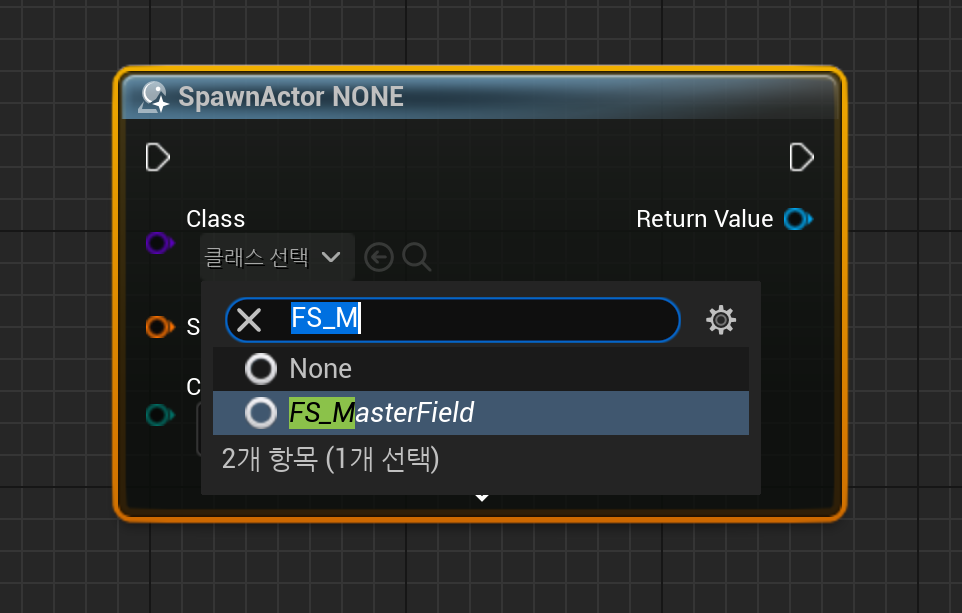 SpawnActor NONE
Class
Return Value
클래스 선택
FS_M
S
None
FS_MasterField
C
2개 항목 (1개 선택)